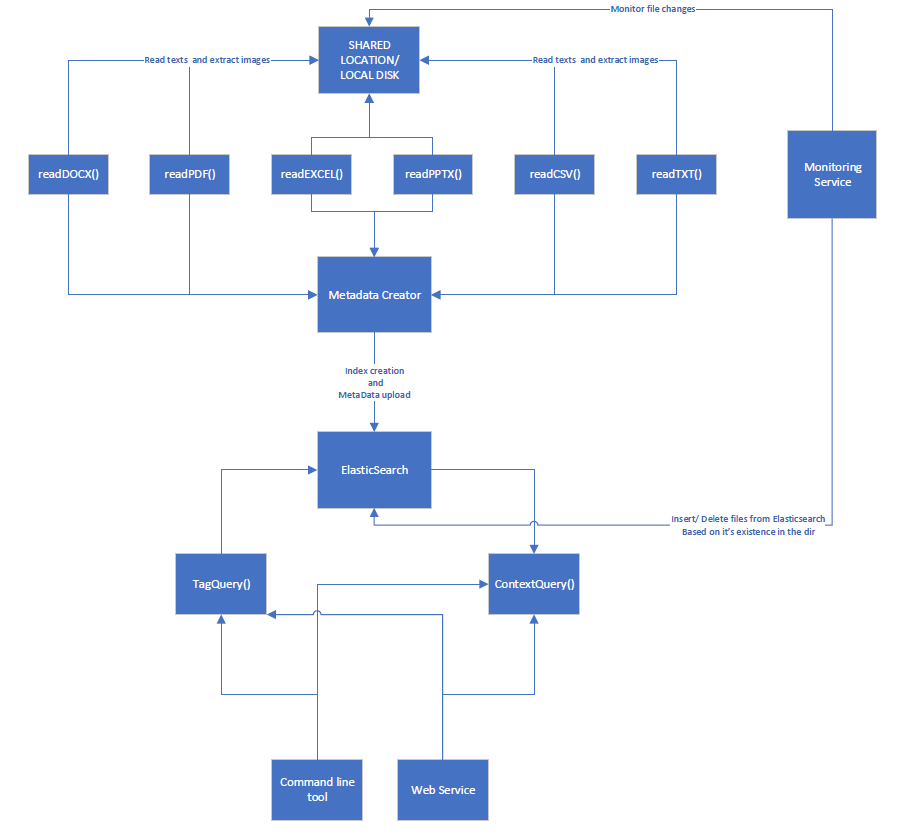 Monitor file changes
SHARED
LOCATION/
LOCAL DISK
Read texts and extract images
Read texts and extract images
readDOCX()
readPDF()
readEXCEL()
readPPTX()
readCSV()
readTXT()
Monitoring
Service
Metadata Creator
Index creation
and
MetaData upload
ElasticSearch
Insert/ Delete files from Elasticsearch
Based on it's existence in the dir
TagQuery()
ContextQuery()
Command line
tool
Web Service